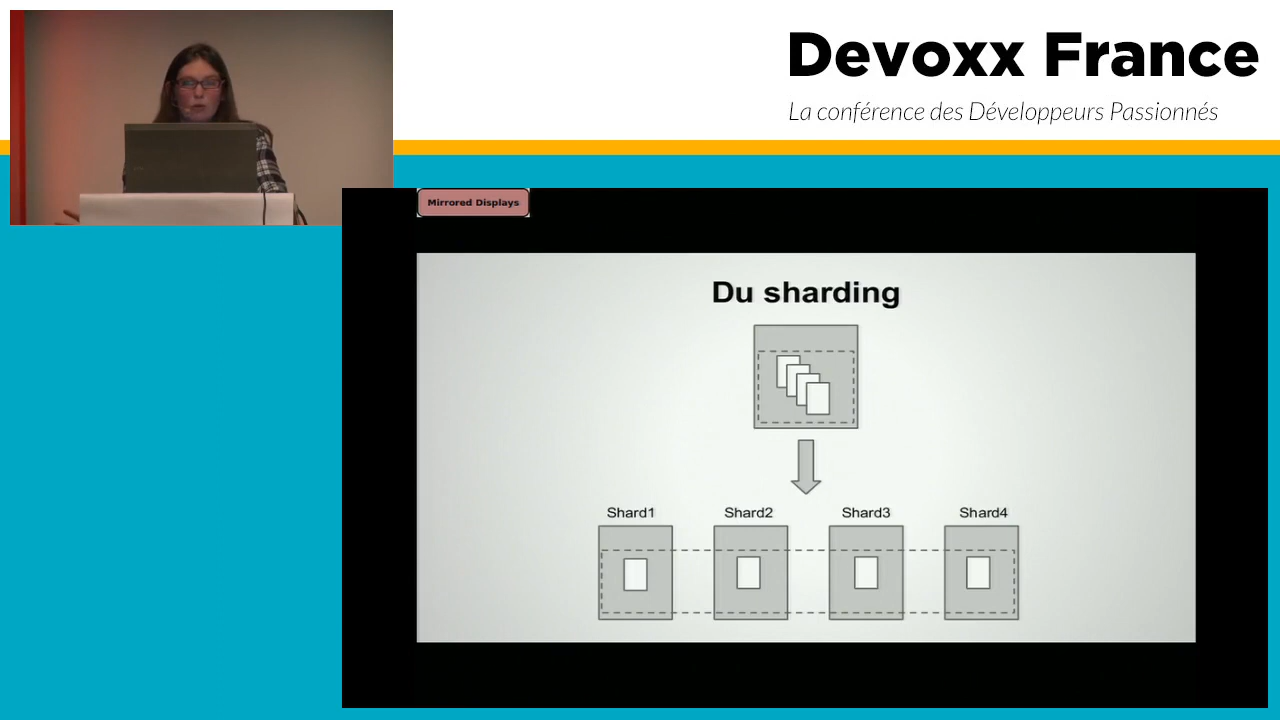 Devoxx France
La conférence des Développeurs Passionnés
Mirrored Displays
Du sharding
Shard1 Shard2 Shard3 Shard4